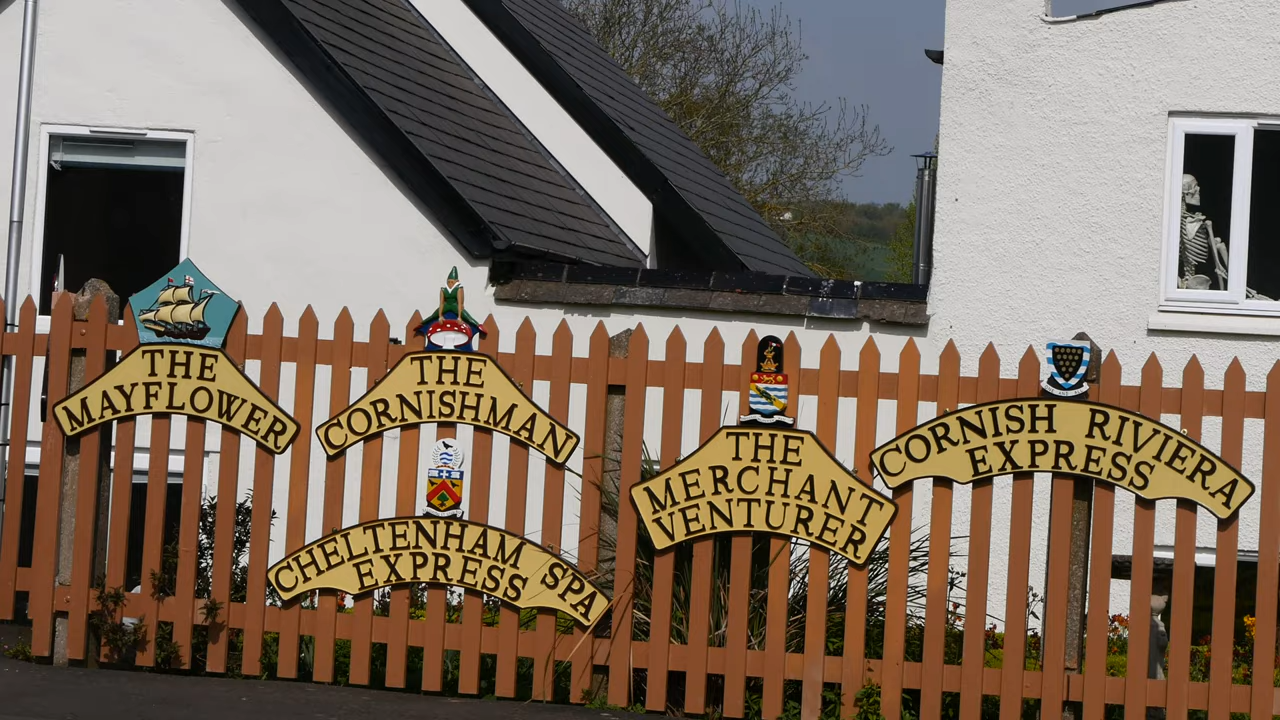 THE
MAYFLOWER
THE
CORNISHMAN
CHELTENHAM SPA
EXPRESS
THE
MERCHANT
VENTURER
CORNISH RIVIERA
EXPRESS